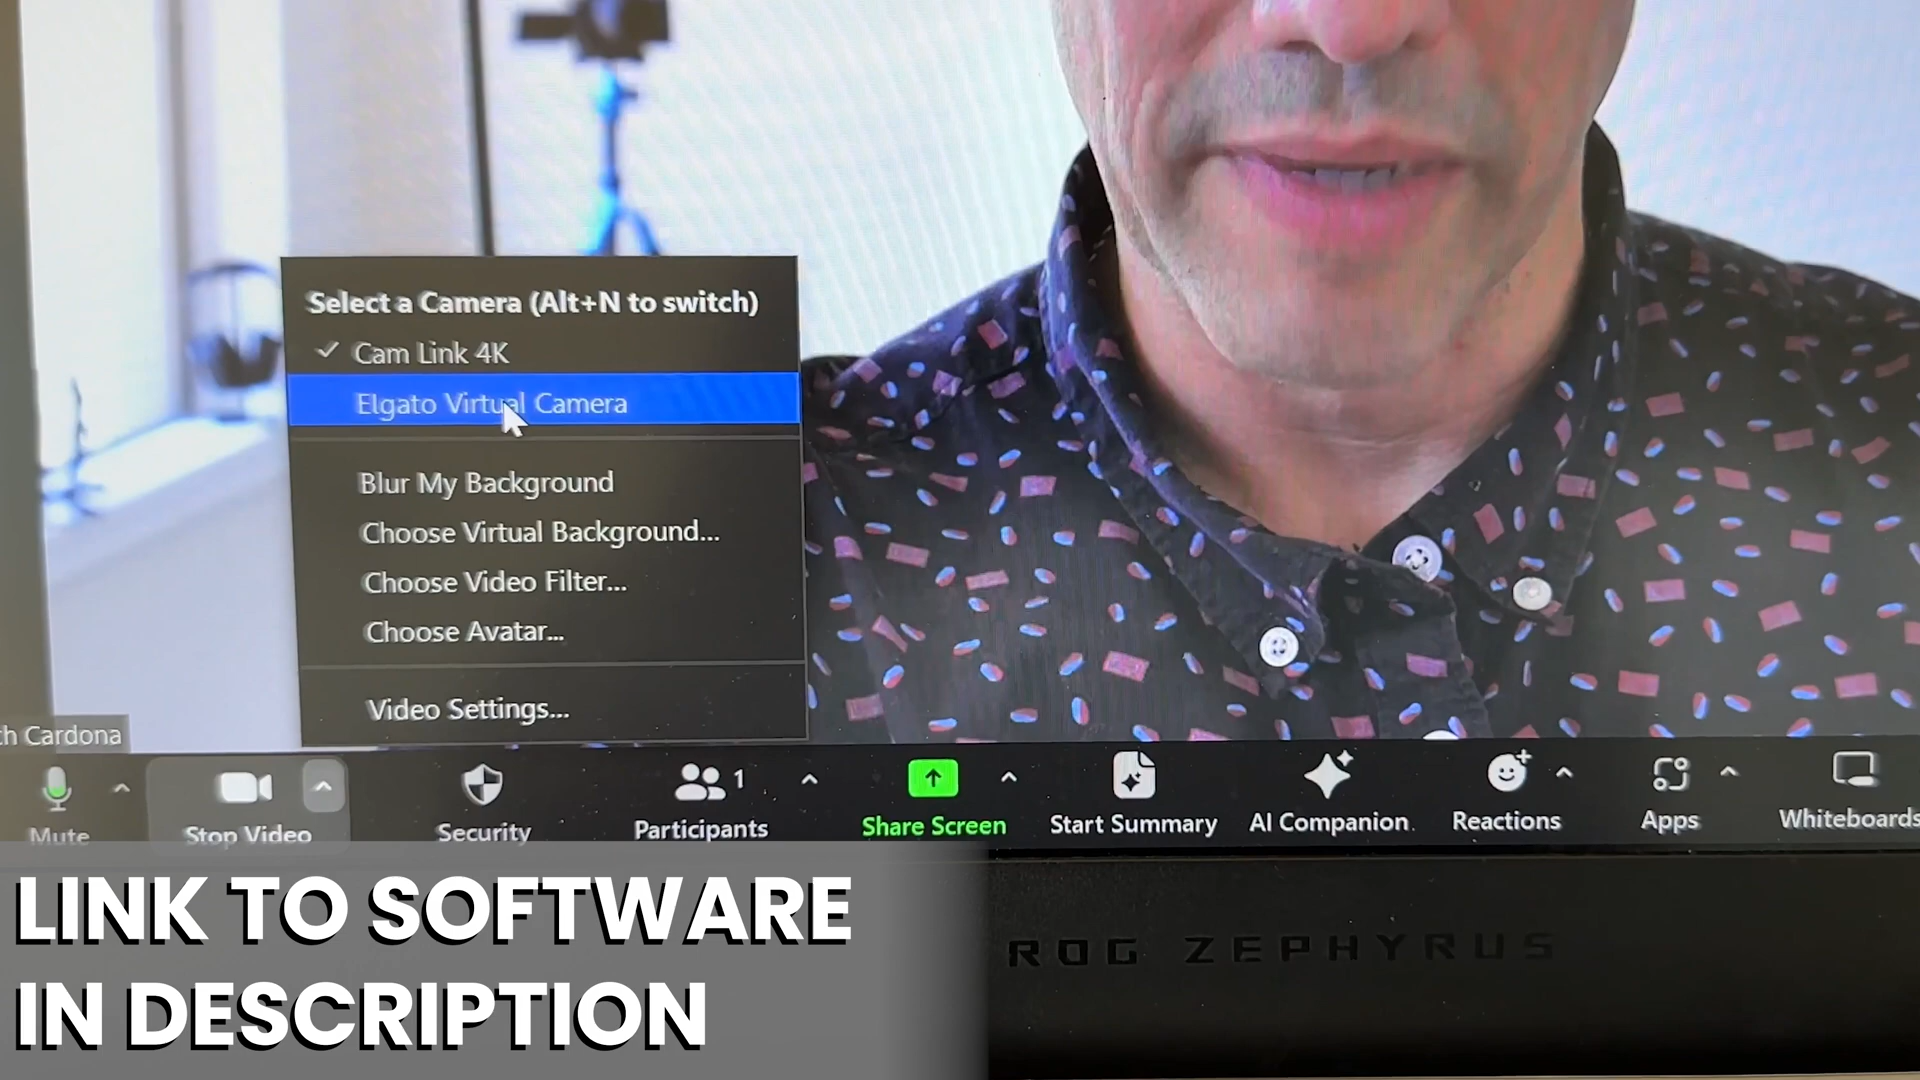 Select a Camera (Alt+N to switch)
✓ Cam Link 4K
Elgato Virtual Camera
Blur My Background
Choose Virtual Background...
Choose Video Filter...
Choose Avatar...
Video Settings...
Cardona
Mute
Stop Video
Security
1
Participants
Share Screen
Start Summary
AI Companion
Reactions
Apps
Whiteboards
LINK TO SOFTWARE
IN DESCRIPTION
ROG ZEPHYRUS